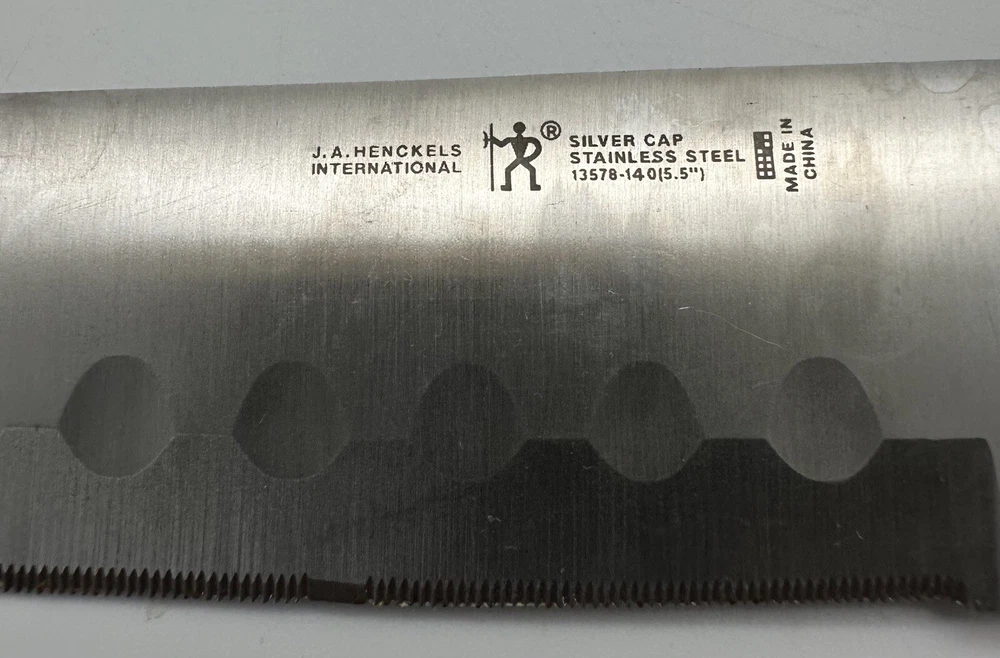 J.A.HENCKELS
INTERNATIONAL
®
SILVER CAP
STAINLESS STEEL
13578-140(5.5")
MADE IN
CHINA